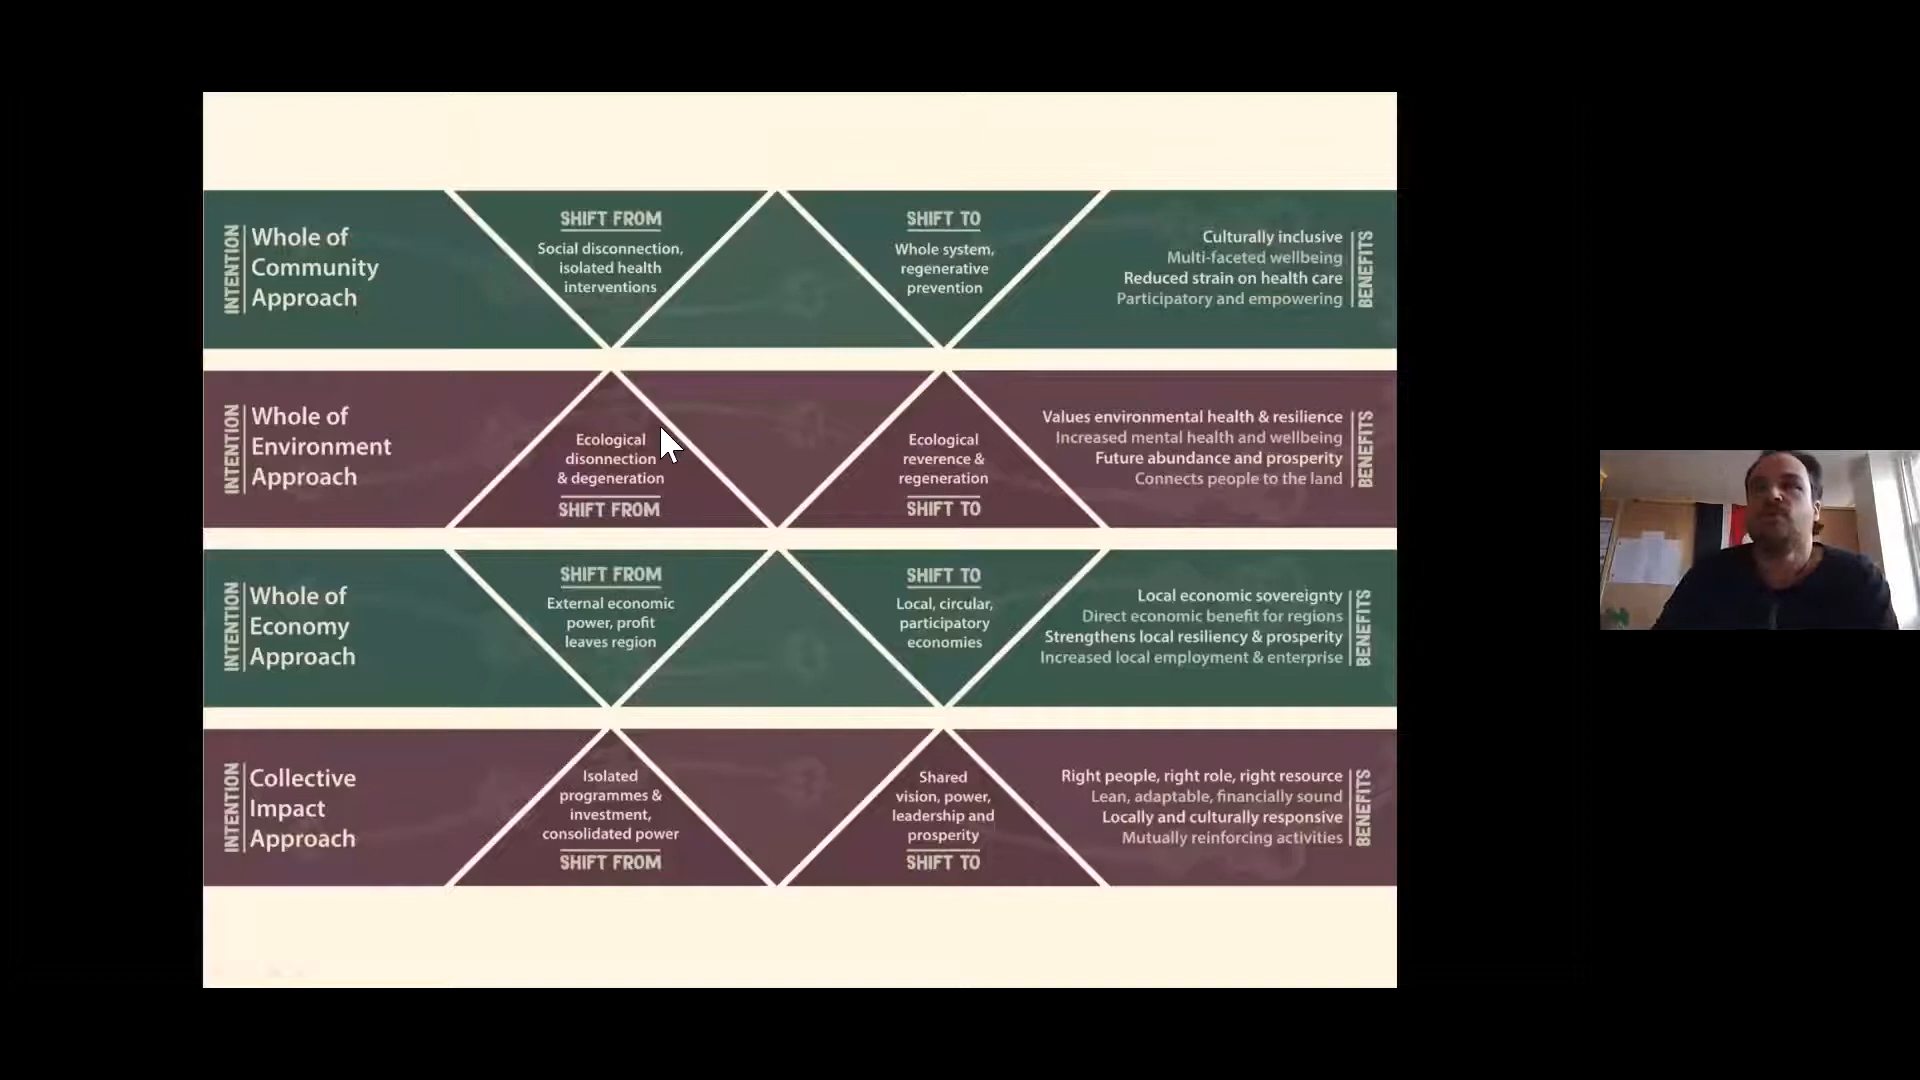 INTENTION
Whole of
Community
Approach
SHIFT FROM
Social disconnection,
isolated health
interventions
SHIFT TO
Whole system,
regenerative
prevention
Culturally inclusive
Multi-faceted wellbeing
Reduced strain on health care
Participatory and empowering
BENEFITS
INTENTION
Whole of
Environment
Approach
Ecological
disonnection
& degeneration
SHIFT FROM
Ecological
reverence &
regeneration
SHIFT TO
Values environmental health & resilience
Increased mental health and wellbeing
Future abundance and prosperity
Connects people to the land
BENEFITS
INTENTION
Whole of
Economy
Approach
SHIFT FROM
External economic
power, profit
leaves region
SHIFT TO
Local, circular,
participatory
economies
Local economic sovereignty
Direct economic benefit for regions
Strengthens local resiliency & prosperity
Increased local employment & enterprise
BENEFITS
INTENTION
Collective
Impact
Approach
Isolated
programmes &
investment,
consolidated power
SHIFT FROM
Shared
vision, power,
leadership and
prosperity
SHIFT TO
Right people, right role, right resource
Lean, adaptable, financially sound
Locally and culturally responsive
Mutually reinforcing activities
BENEFITS